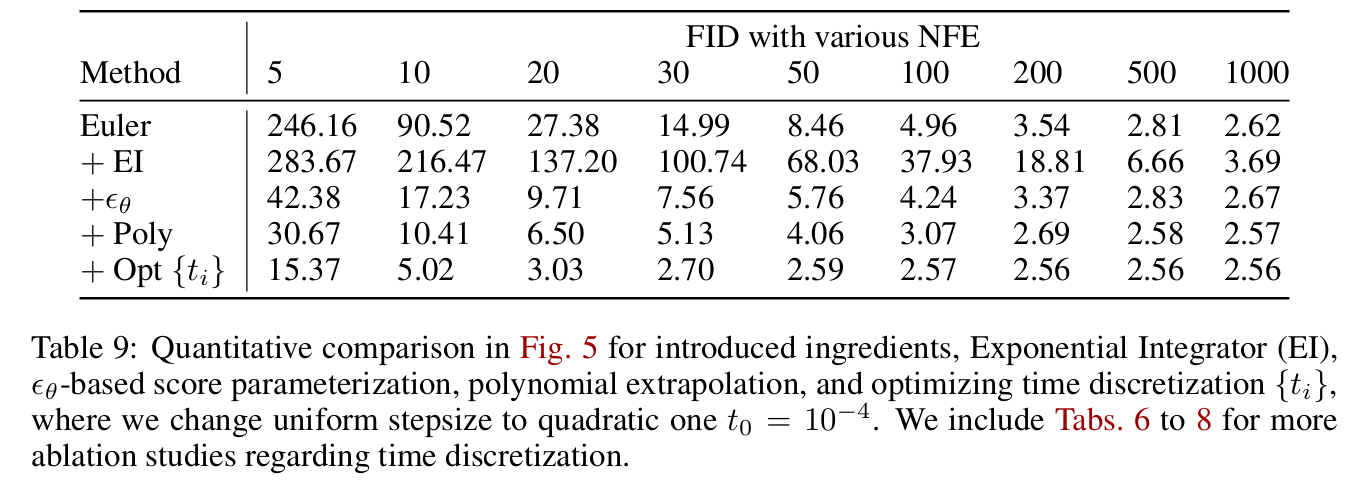 FID with various NFE
Method 5 10 20 30 50 100 200 500 1000
Euler 246.16 90.52 27.38 14.99 8.46 4.96 3.54 2.81 2.62
+ EI 283.67 216.47 137.20 100.74 68.03 37.93 18.81 6.66 3.69
+ϵθ 42.38 17.23 9.71 7.56 5.76 4.24 3.37 2.83 2.67
+ Poly 30.67 10.41 6.50 5.13 4.06 3.07 2.69 2.58 2.57
+ Opt {ti} 15.37 5.02 3.03 2.70 2.59 2.57 2.56 2.56 2.56
Table 9: Quantitative comparison in Fig. 5 for introduced ingredients, Exponential Integrator (EI),
ϵθ-based score parameterization, polynomial extrapolation, and optimizing time discretization {ti},
where we change uniform stepsize to quadratic one t0 = 10−4. We include Tabs. 6 to 8 for more
ablation studies regarding time discretization.